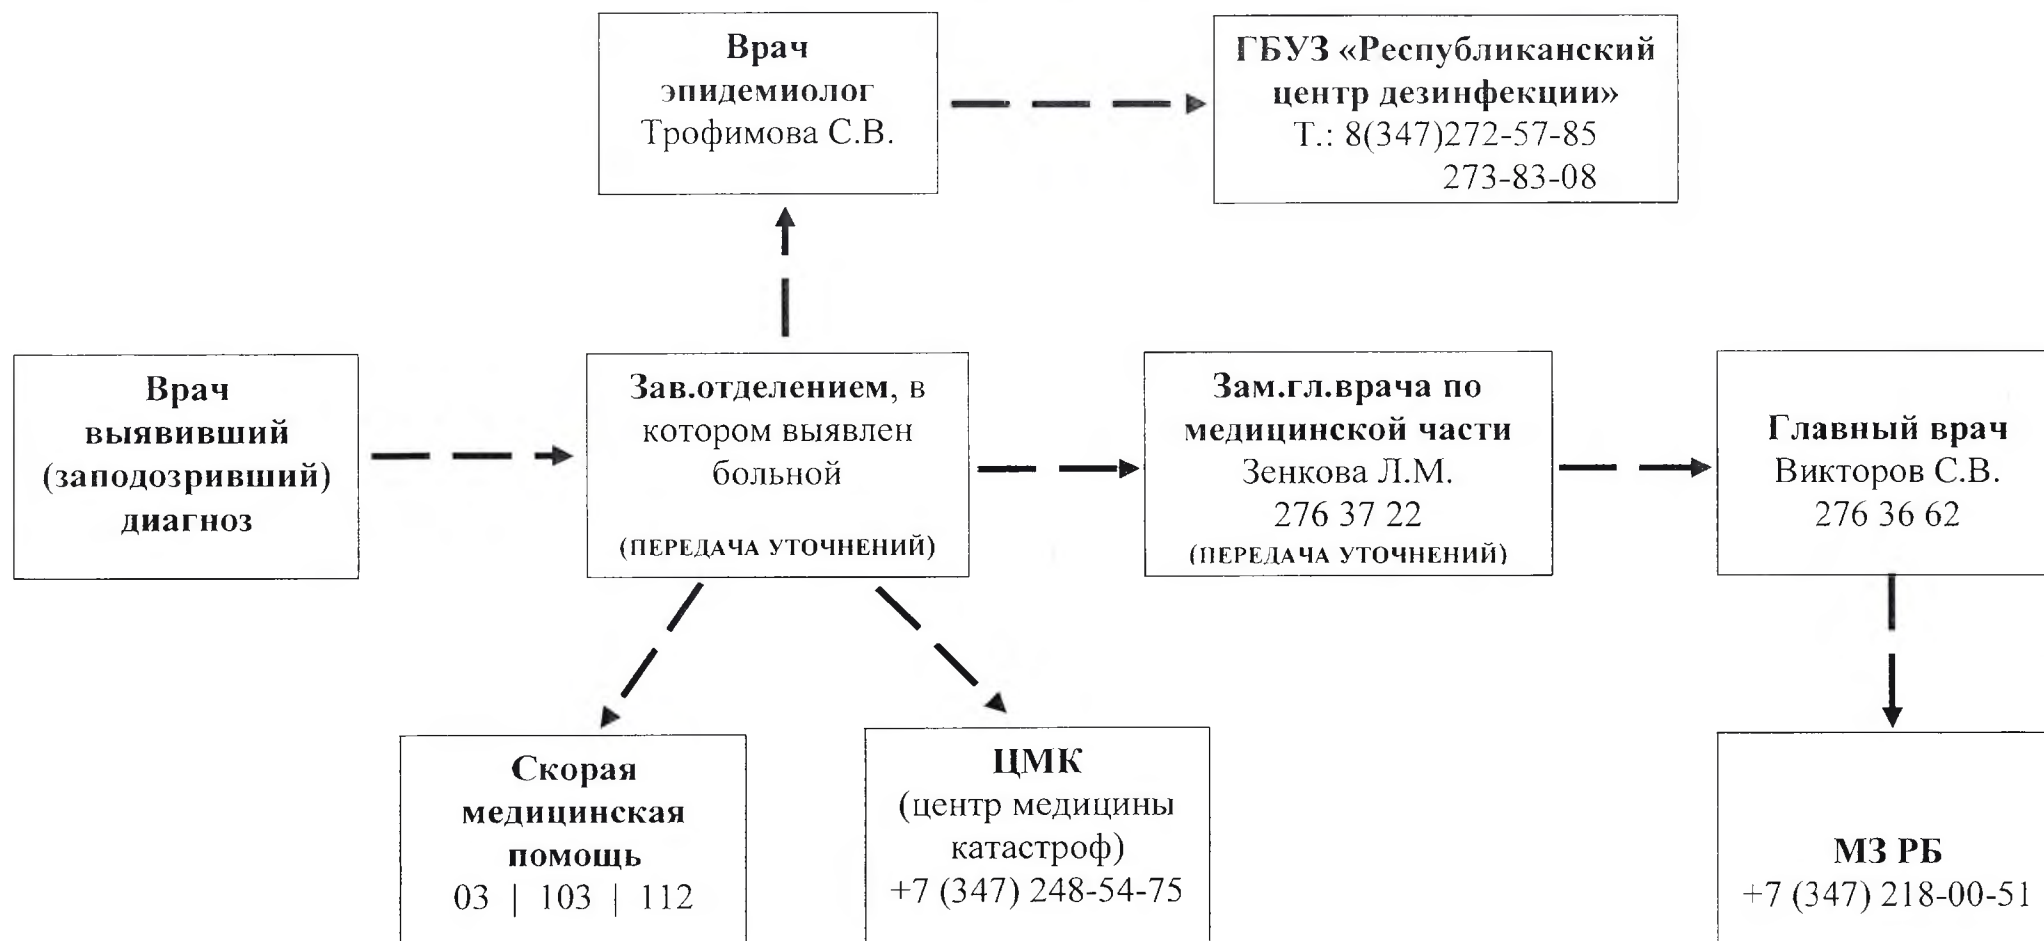 Врач
эпидемиолог
Трофимова С.В.
ГБУЗ «Республиканский
центр дезинфекции»
Т.: 8(347)272-57-85
273-83-08
Врач
выявивший
(заподозривший)
диагноз
Зав.отделением, в
котором выявлен
больной
(ПЕРЕДАЧА УТОЧНЕНИЙ)
Зам.гл.врача по
медицинской части
Зенкова Л.М.
276 37 22
(ПЕРЕДАЧА УТОЧНЕНИЙ)
Главный врач
Викторов С.В.
276 36 62
Скорая
медицинская
помощь
03 | 103 | 112
ЦМК
(центр медицины
катастроф)
+7 (347) 248-54-75
МЗ РБ
+7 (347) 218-00-51